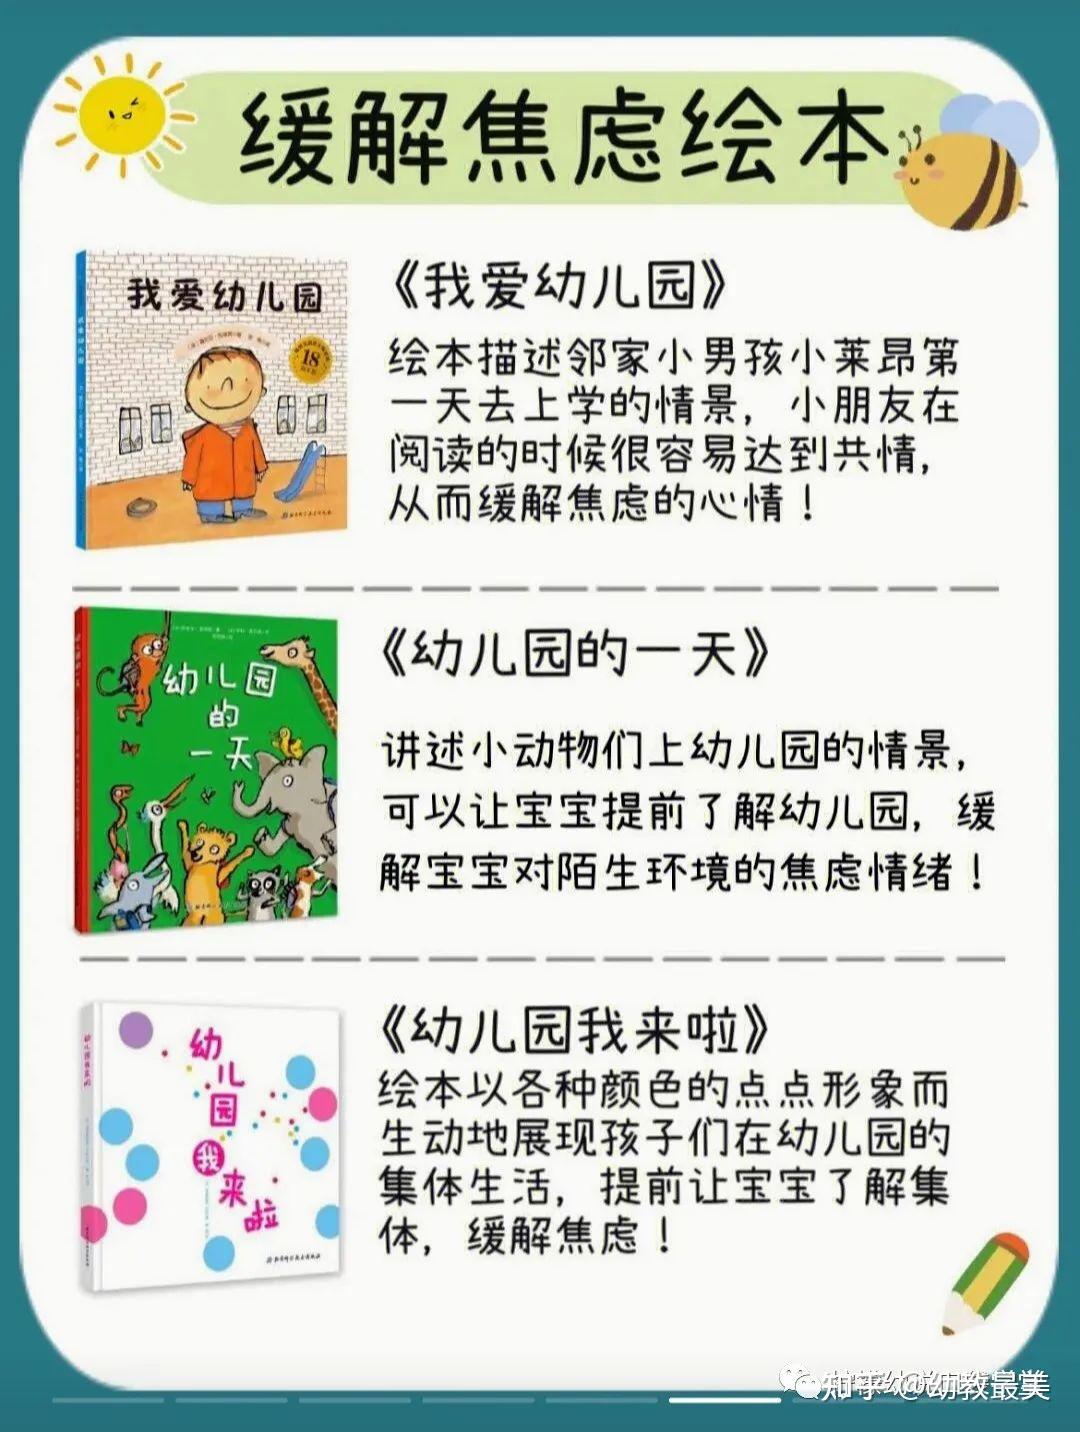 缓解焦虑绘本
我爱幼儿园
18
《我爱幼儿园》
绘本描述邻家小男孩小莱昂第
一天去上学的情景，小朋友在
阅读的时候很容易达到共情，
从而缓解焦虑的心情！
幼儿园
的
一天
《幼儿园的一天》
讲述小动物们上幼儿园的情景，
可以让宝宝提前了解幼儿园，缓
解宝宝对陌生环境的焦虑情绪！
幼儿园我来啦
幼
儿
园
我
来
啦
《幼儿园我来啦》
绘本以各种颜色的点点形象而
生动地展现孩子们在幼儿园的
集体生活，提前让宝宝了解集
体，缓解焦虑！
知乎 @幼教最美